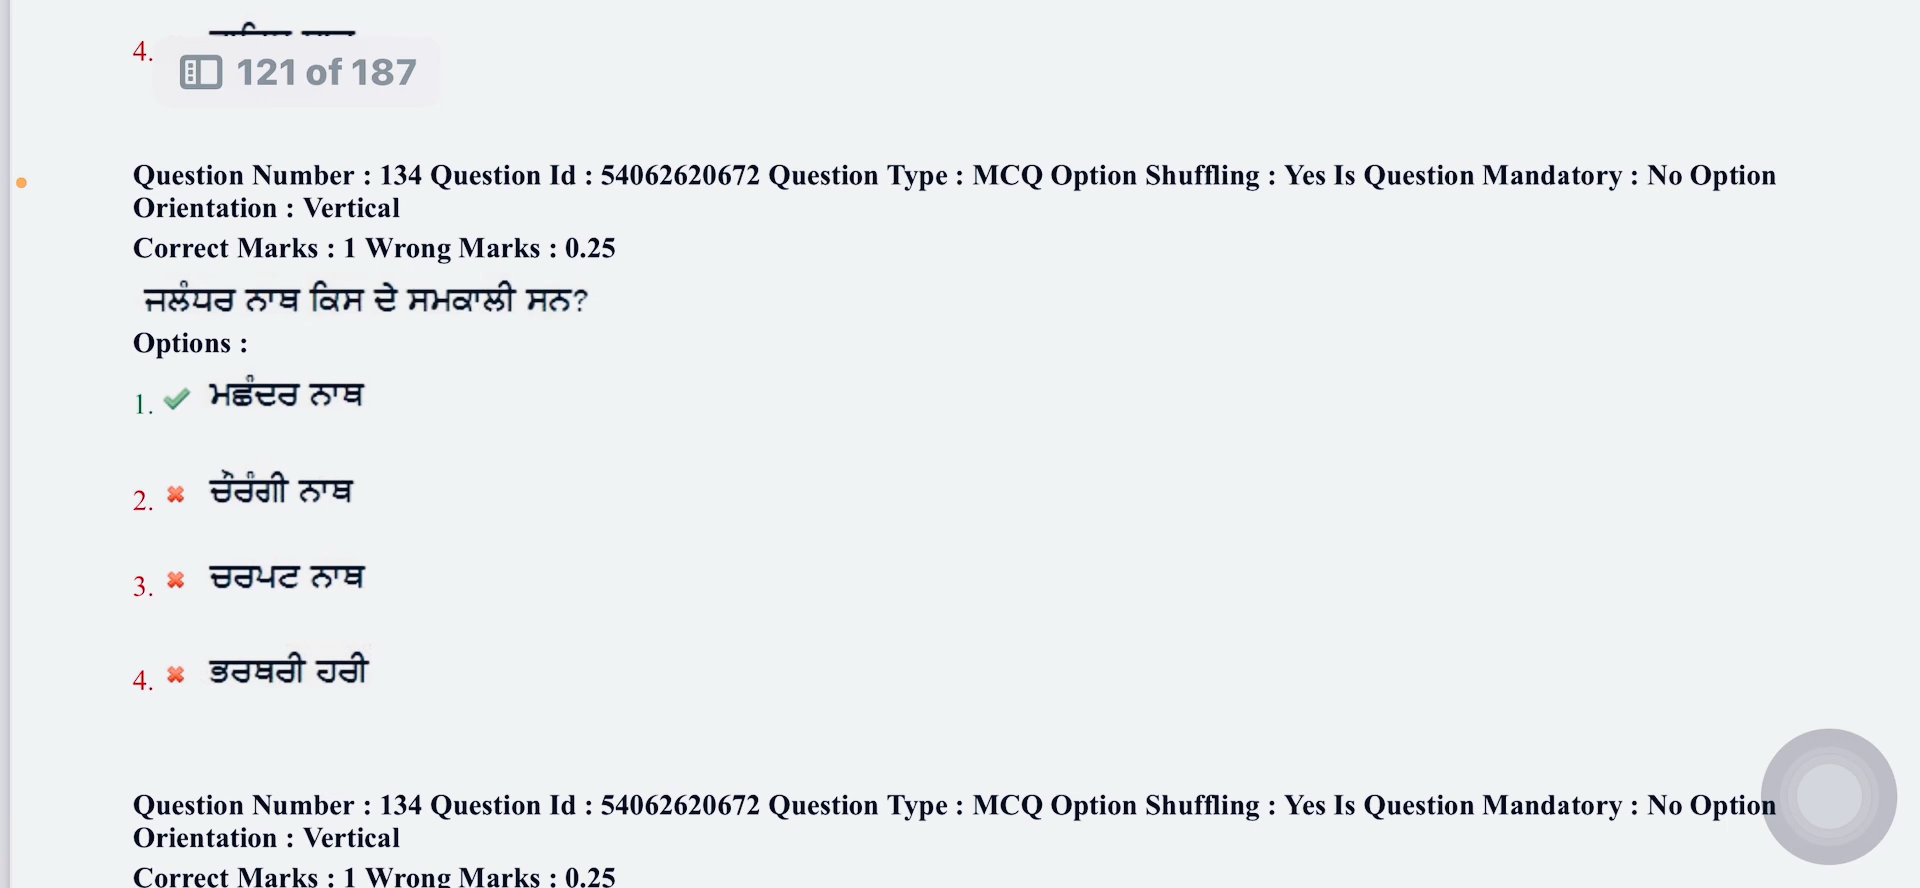 4.
121 of 187
Question Number : 134 Question Id : 54062620672 Question Type : MCQ Option Shuffling : Yes Is Question Mandatory : No Option
Orientation : Vertical
Correct Marks : 1 Wrong Marks : 0.25
ਜਲੰਧਰ ਨਾਥ ਕਿਸ ਦੇ ਸਮਕਾਲੀ ਸਨ?
Options :
1. ਮਛੰਦਰ ਨਾਥ
2. ਚੌਰੰਗੀ ਨਾਥ
3. ਚਰਪਟ ਨਾਥ
4. ਭਰਥਰੀ ਹਰੀ
Question Number : 134 Question Id : 54062620672 Question Type : MCQ Option Shuffling : Yes Is Question Mandatory : No Option
Orientation : Vertical
Correct Marks : 1 Wrong Marks : 0.25